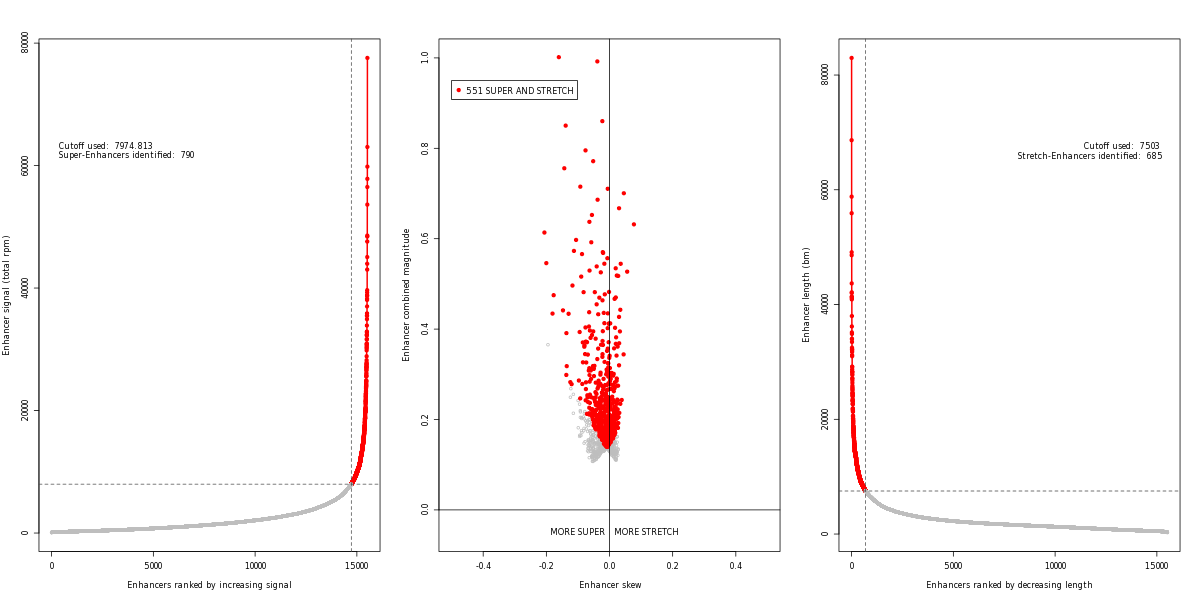 Enhancer signal (total rpm)
80000
60000
40000
20000
0
Cutoff used: 7974.813
Super-Enhancers identified: 790
0 5000 10000 15000
Enhancers ranked by increasing signal
Enhancer combined magnitude
1.0
0.8
0.6
0.4
0.2
0.0
551 SUPER AND STRETCH
MORE SUPER MORE STRETCH
-0.4 -0.2 0.0 0.2 0.4
Enhancer skew
Enhancer length (bm)
80000
60000
40000
20000
0
Cutoff used: 7503
Stretch-Enhancers identified: 685
0 5000 10000 15000
Enhancers ranked by decreasing length